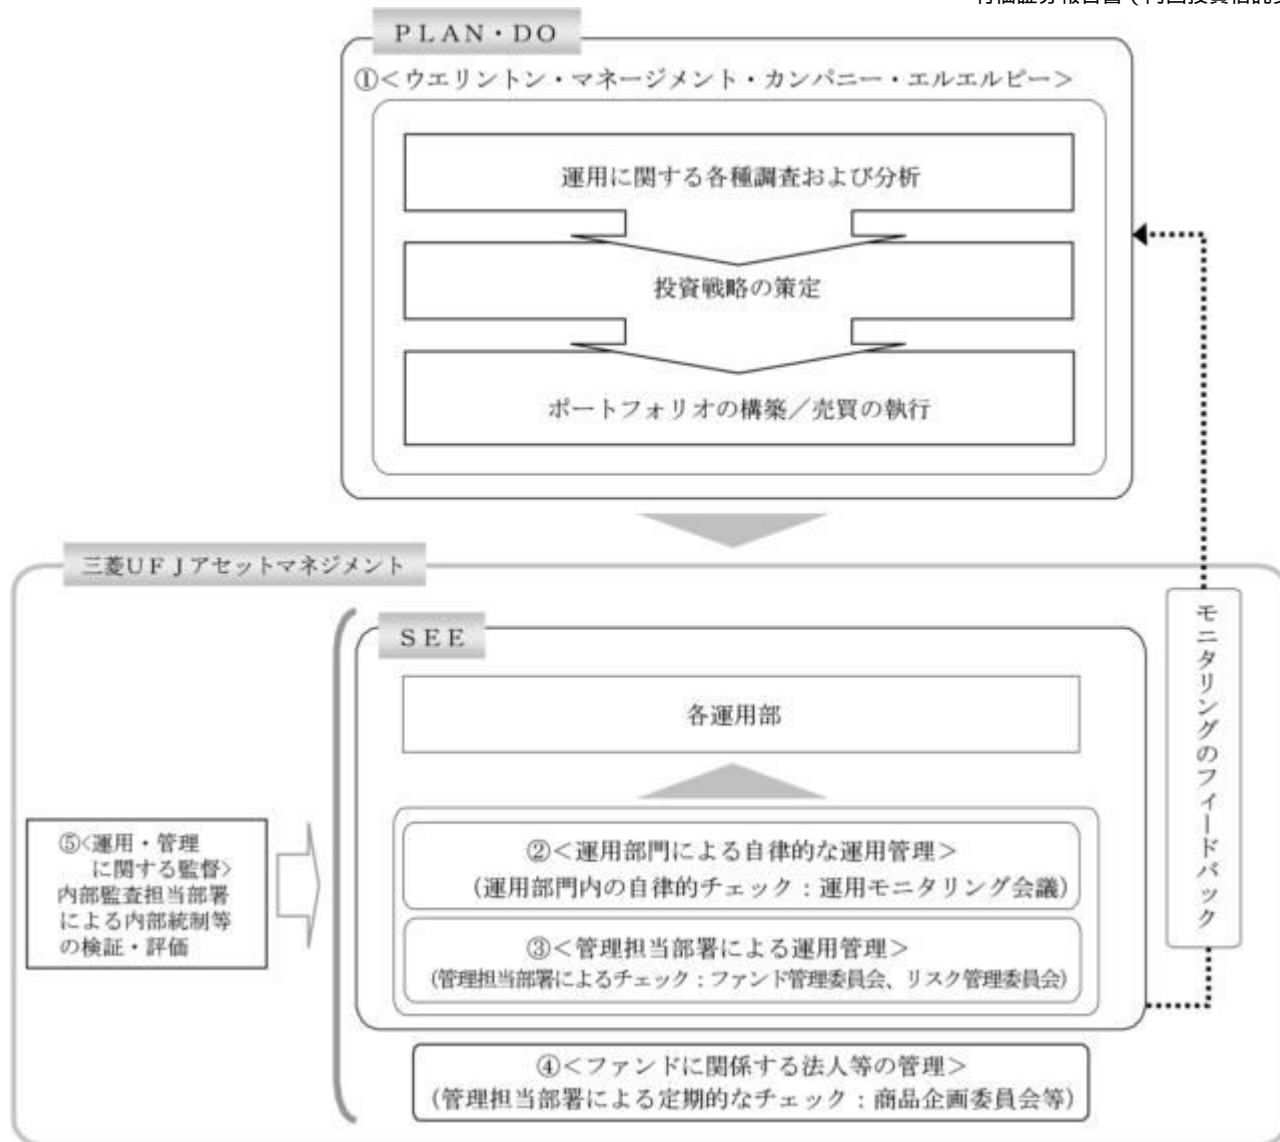 ＰＬＡＮ・ＤＯ
①＜ウエリントン・マネージメント・カンパニー・エルエルピー＞
運用に関する各種調査および分析
投資戦略の策定
ポートフォリオの構築／売買の執行
三菱ＵＦＪアセットマネジメント
ＳＥＥ
各運用部
モニタリングのフィードバック
②＜運用部門による自律的な運用管理＞
（運用部門内の自律的チェック：運用モニタリング会議）
③＜管理担当部署による運用管理＞
（管理担当部署によるチェック：ファンド管理委員会、リスク管理委員会）
⑤＜運用・管理
に関する監督＞
内部監査担当部署
による内部統制等
の検証・評価
④＜ファンドに関係する法人等の管理＞
（管理担当部署による定期的なチェック：商品企画委員会等）